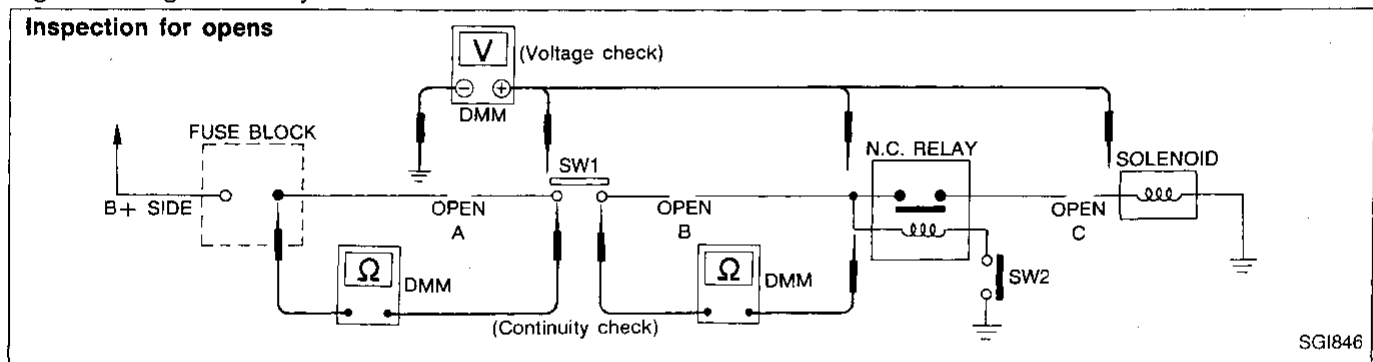 Inspection for opens
V
(Voltage check)
DMM
FUSE BLOCK
N.C. RELAY
SOLENOID
SW1
B+ SIDE
OPEN
A
OPEN
B
OPEN
C
Ω
DMM
Ω
DMM
SW2
(Continuity check)
SGI846